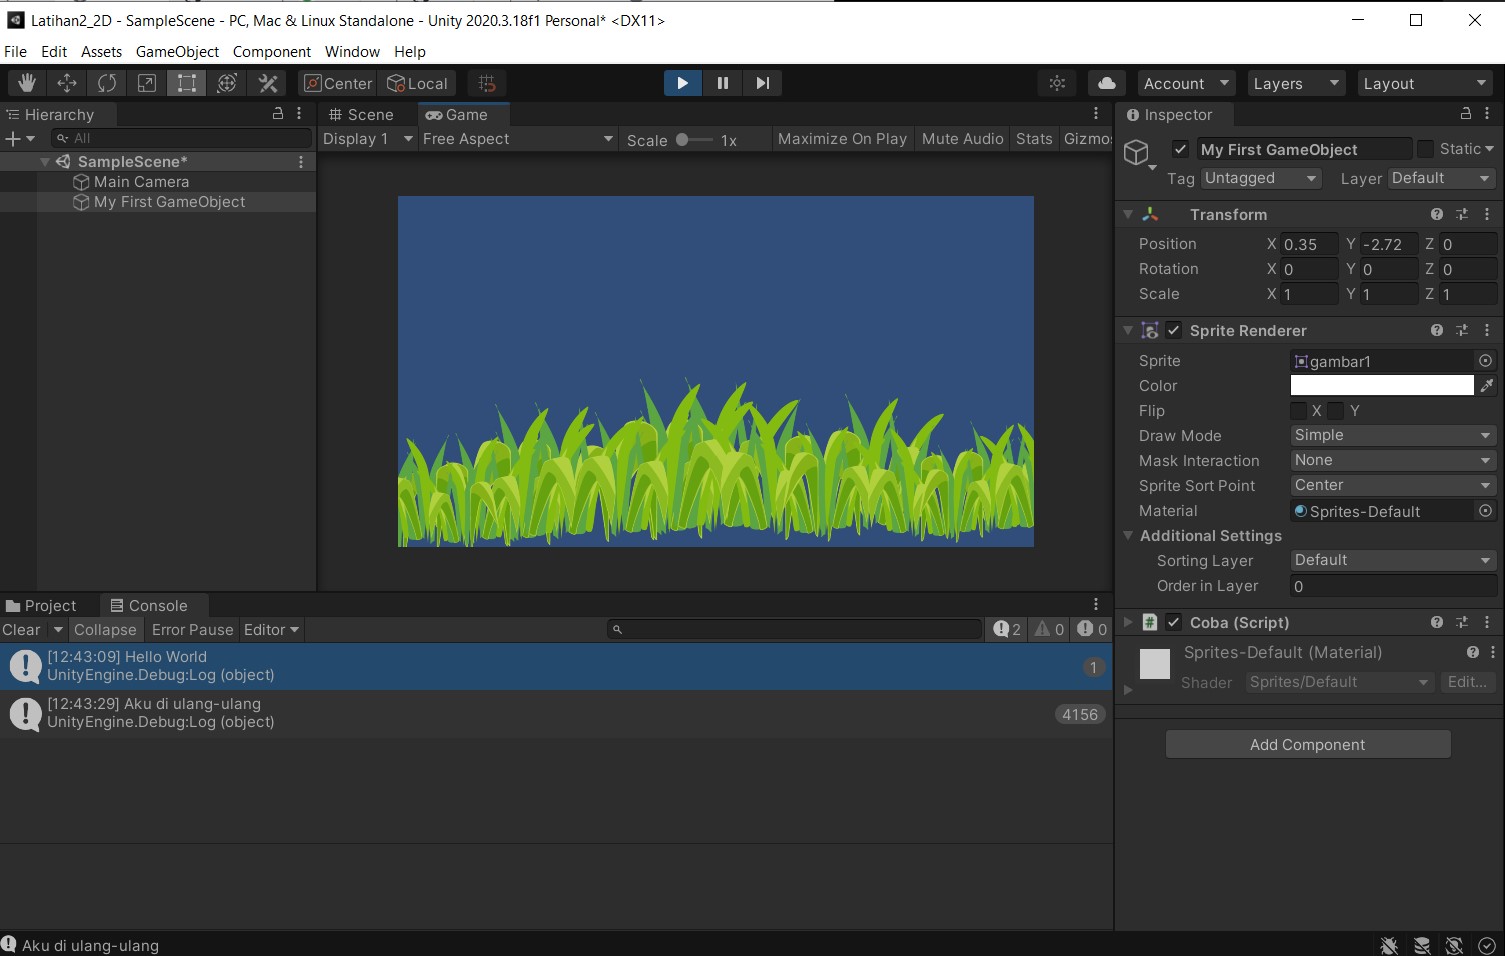 Latihan2_2D - SampleScene - PC, Mac & Linux Standalone - Unity 2020.3.18f1 Personal* <DX11>
File Edit Assets GameObject Component Window Help
Center Local Account Layers Layout
Hierarchy
All
SampleScene*
Main Camera
My First GameObject
Scene Game
Display 1 Free Aspect Scale 1x Maximize On Play Mute Audio Stats Gizmos
Inspector
My First GameObject Static
Tag Untagged Layer Default
Transform
Position X 0.35 Y -2.72 Z 0
Rotation X 0 Y 0 Z 0
Scale X 1 Y 1 Z 1
Sprite Renderer
Sprite gambar1
Color
Flip X Y
Draw Mode Simple
Mask Interaction None
Sprite Sort Point Center
Material Sprites-Default
Additional Settings
Sorting Layer Default
Order in Layer 0
Coba (Script)
Sprites-Default (Material)
Shader Sprites/Default Edit...
Add Component
Project Console
Clear Collapse Error Pause Editor 2 0 0
[12:43:09] Hello World
UnityEngine.Debug:Log (object)
1
[12:43:29] Aku di ulang-ulang
UnityEngine.Debug:Log (object)
4156
Aku di ulang-ulang